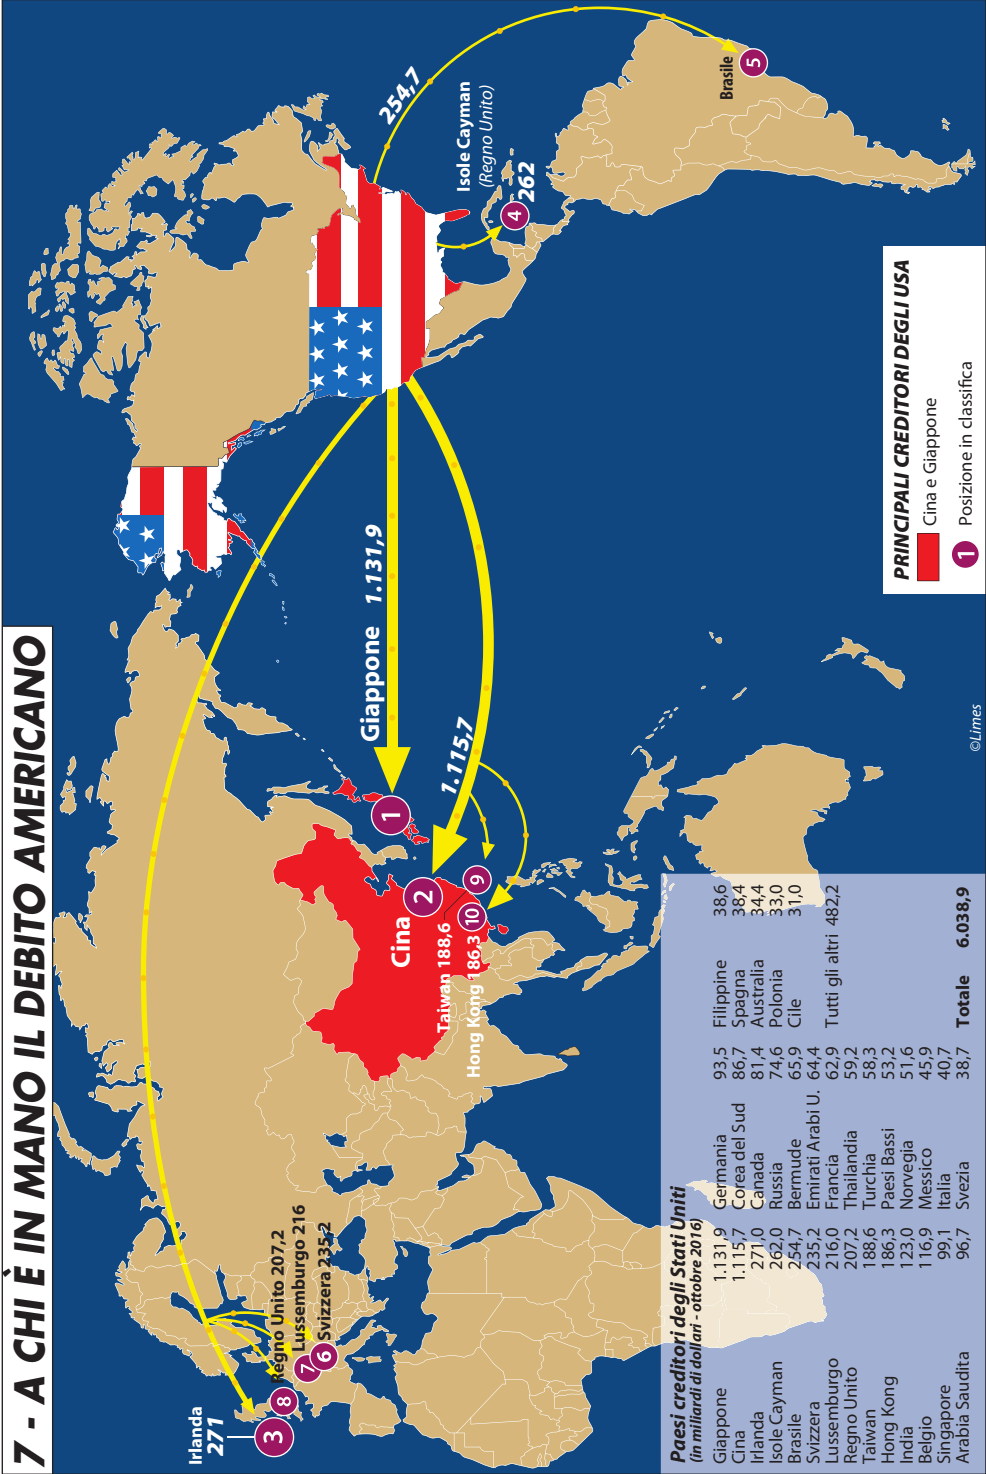 7 - A CHI È IN MANO IL DEBITO AMERICANO
Irlanda
271
3
8
Regno Unito 207,2
7
Lussemburgo 216
6
Svizzera 235,2
Giappone 1.131,9
1
1.115,7
Cina
2
Taiwan 188,6
9
Hong Kong 186,3
10
254,7
Isole Cayman
(Regno Unito)
262
4
Brasile
5
Paesi creditori degli Stati Uniti
(in miliardi di dollari - ottobre 2016)
Giappone 1.131,9
Cina 1.115,7
Irlanda 271,0
Isole Cayman 262,0
Brasile 254,7
Svizzera 235,2
Lussemburgo 216,0
Regno Unito 207,2
Taiwan 188,6
Hong Kong 186,3
India 123,0
Belgio 116,9
Singapore 99,1
Arabia Saudita 96,7
Germania 93,5
Corea del Sud 86,7
Canada 81,4
Russia 74,6
Bermude 65,9
Emirati Arabi U. 64,4
Francia 62,9
Thailandia 59,2
Turchia 58,3
Paesi Bassi 53,2
Norvegia 51,6
Messico 45,9
Italia 40,7
Svezia 38,7
Filippine 38,6
Spagna 38,4
Australia 34,4
Polonia 33,0
Cile 31,0
Tutti gli altri 482,2
Totale 6.038,9
©Limes
PRINCIPALI CREDITORI DEGLI USA
Cina e Giappone
1 Posizione in classifica